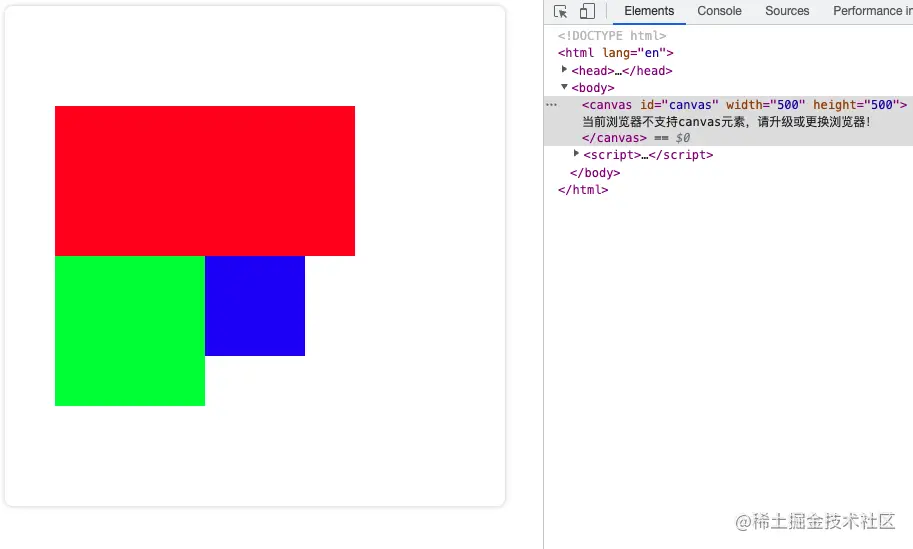 Elements Console Sources Performance in
<!DOCTYPE html>
<html lang="en">
<head>…</head>
<body>
<canvas id="canvas" width="500" height="500">
当前浏览器不支持canvas元素，请升级或更换浏览器！
</canvas> == $0
<script>…</script>
</body>
</html>
@稀土掘金技术社区